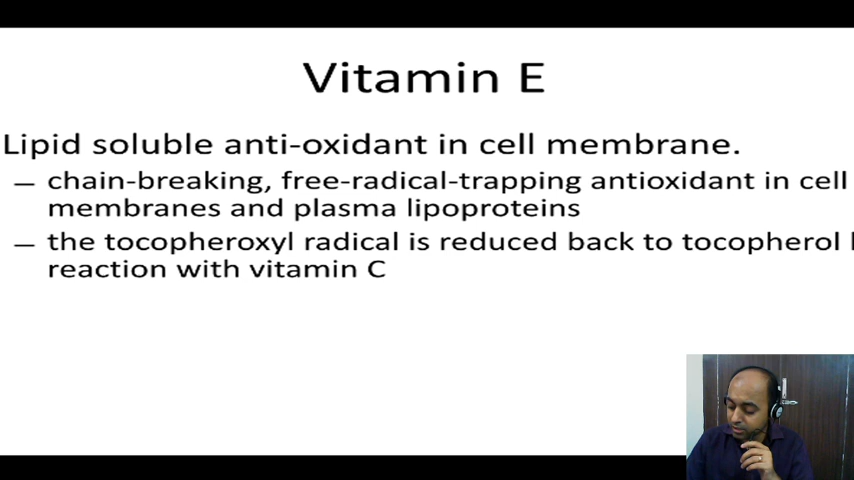 Vitamin E
Lipid soluble anti-oxidant in cell membrane.
— chain-breaking, free-radical-trapping antioxidant in cell
membranes and plasma lipoproteins
— the tocopheroxyl radical is reduced back to tocopherol
reaction with vitamin C